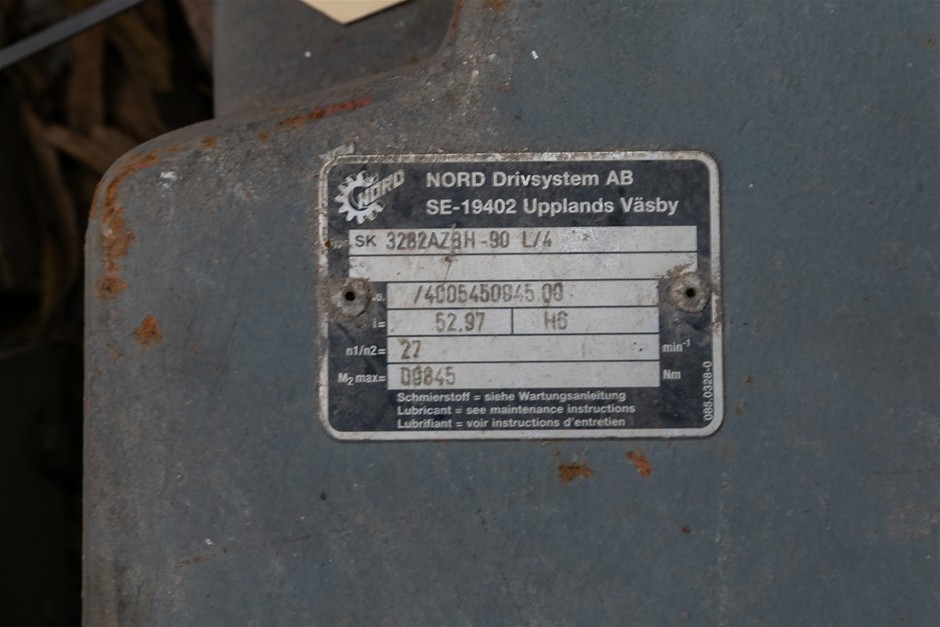 NORD
NORD Drivsystem AB
SE-19402 Upplands Väsby
SK 3282AZBH-90 L/4
o. /4005450845.00
i= 52.97 H6
n1/n2= 27 min-1
M2 max= 00845 Nm
Schmierstoff = siehe Wartungsanleitung
Lubricant = see maintenance instructions
Lubrifiant = voir instructions d'entretien
085.0328-0